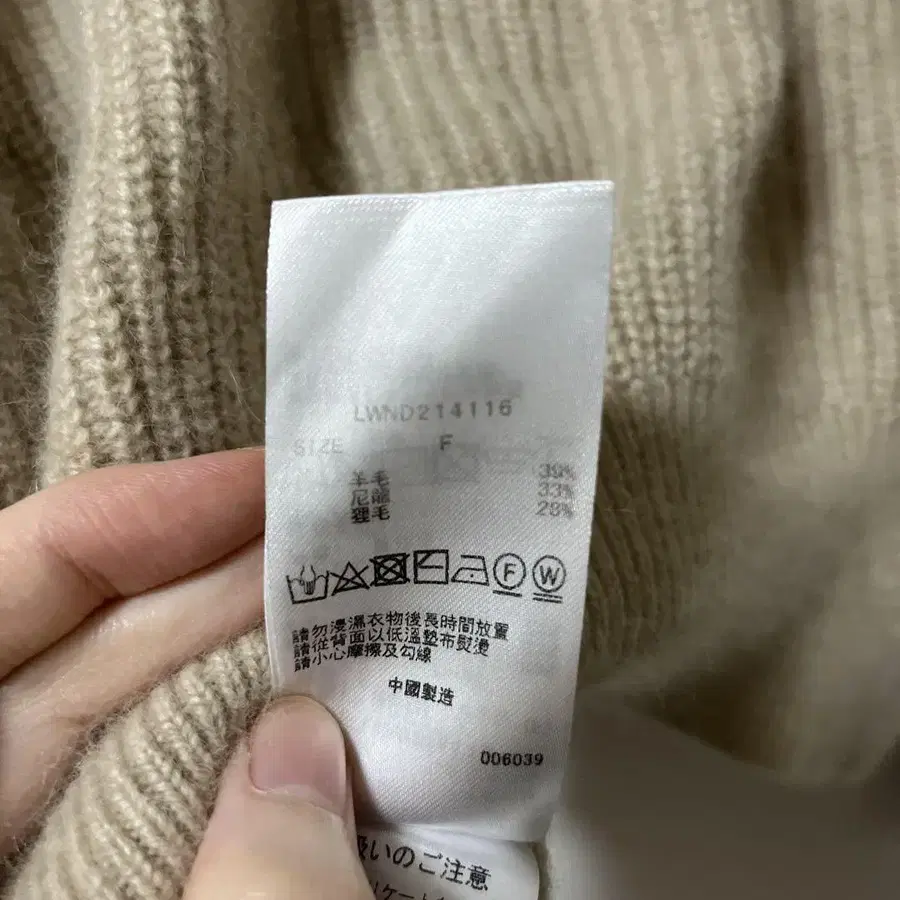 LWND214116
SIZE F
羊毛 39%
尼龍 33%
狸毛 28%
F W
請勿浸濕衣物後長時間放置
請從背面以低溫墊布熨燙
請小心摩擦及勾線
中國製造
006039
扱いのご注意